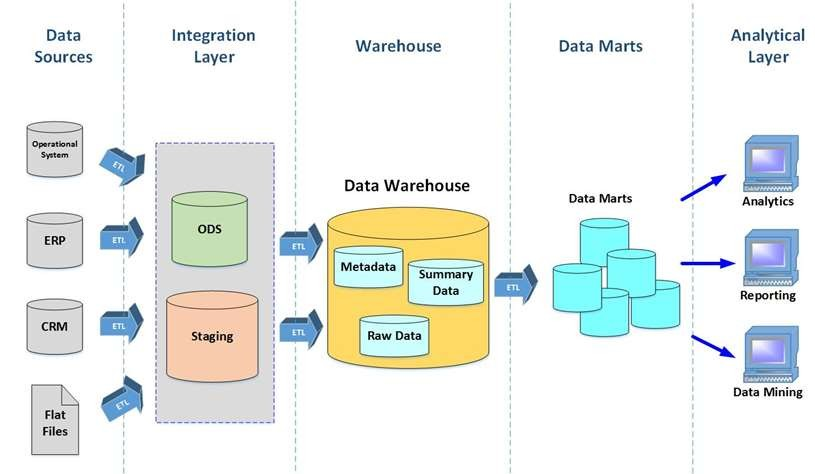 Data
Sources
Integration
Layer
Warehouse
Data Marts
Analytical
Layer
Operational
System
ETL
ERP
ETL
CRM
ETL
Flat
Files
ETL
ODS
Staging
ETL
ETL
Data Warehouse
Metadata
Summary
Data
Raw Data
ETL
Data Marts
Analytics
Reporting
Data Mining